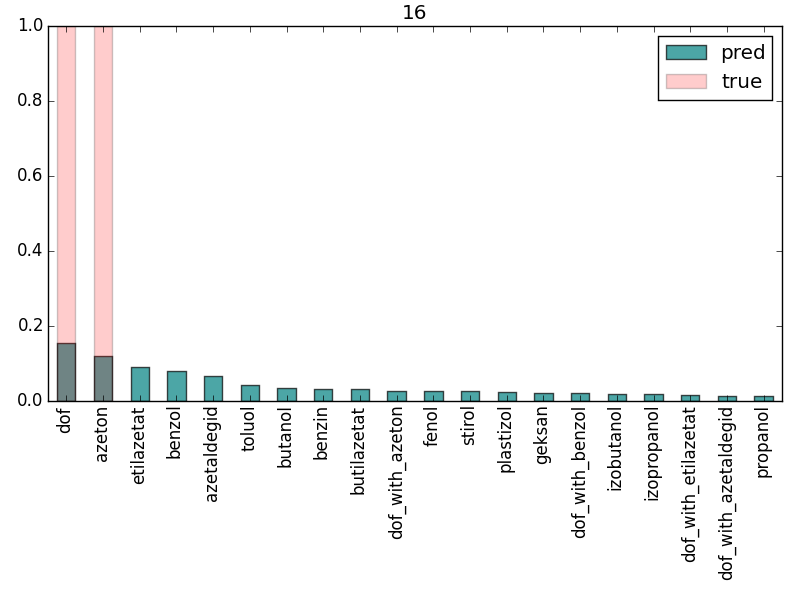 16
1.0
0.8
0.6
0.4
0.2
0.0
pred
true
dof
azeton
etilazetat
benzol
azetaldegid
toluol
butanol
benzin
butilazetat
dof_with_azeton
fenol
stirol
plastizol
geksan
dof_with_benzol
izobutanol
izopropanol
dof_with_etilazetat
dof_with_azetaldegid
propanol